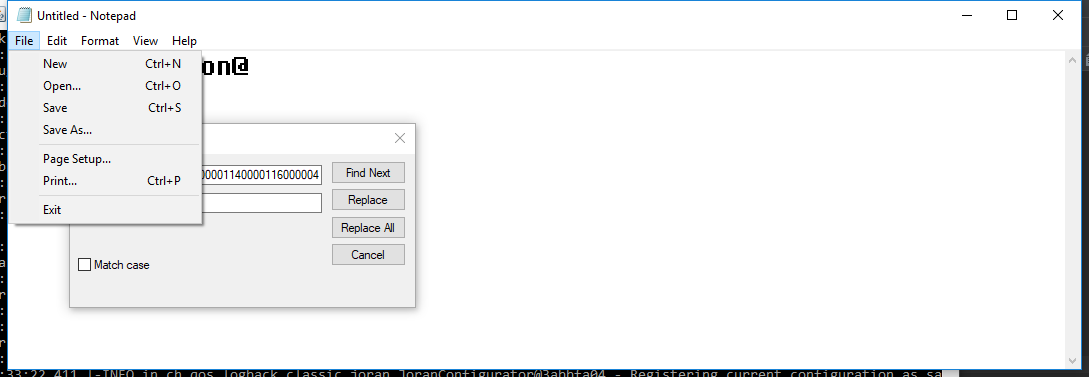 Untitled - Notepad
File Edit Format View Help
on@
New Ctrl+N
Open... Ctrl+O
Save Ctrl+S
Save As...
Page Setup...
Print... Ctrl+P
Exit
00001140000116000004
Find Next
Replace
Replace All
Cancel
Match case
:33:22,411 |-INFO in ch.qos.logback.classic.joran.JoranConfigurator@3abbfa04 - Registering current configuration as sa